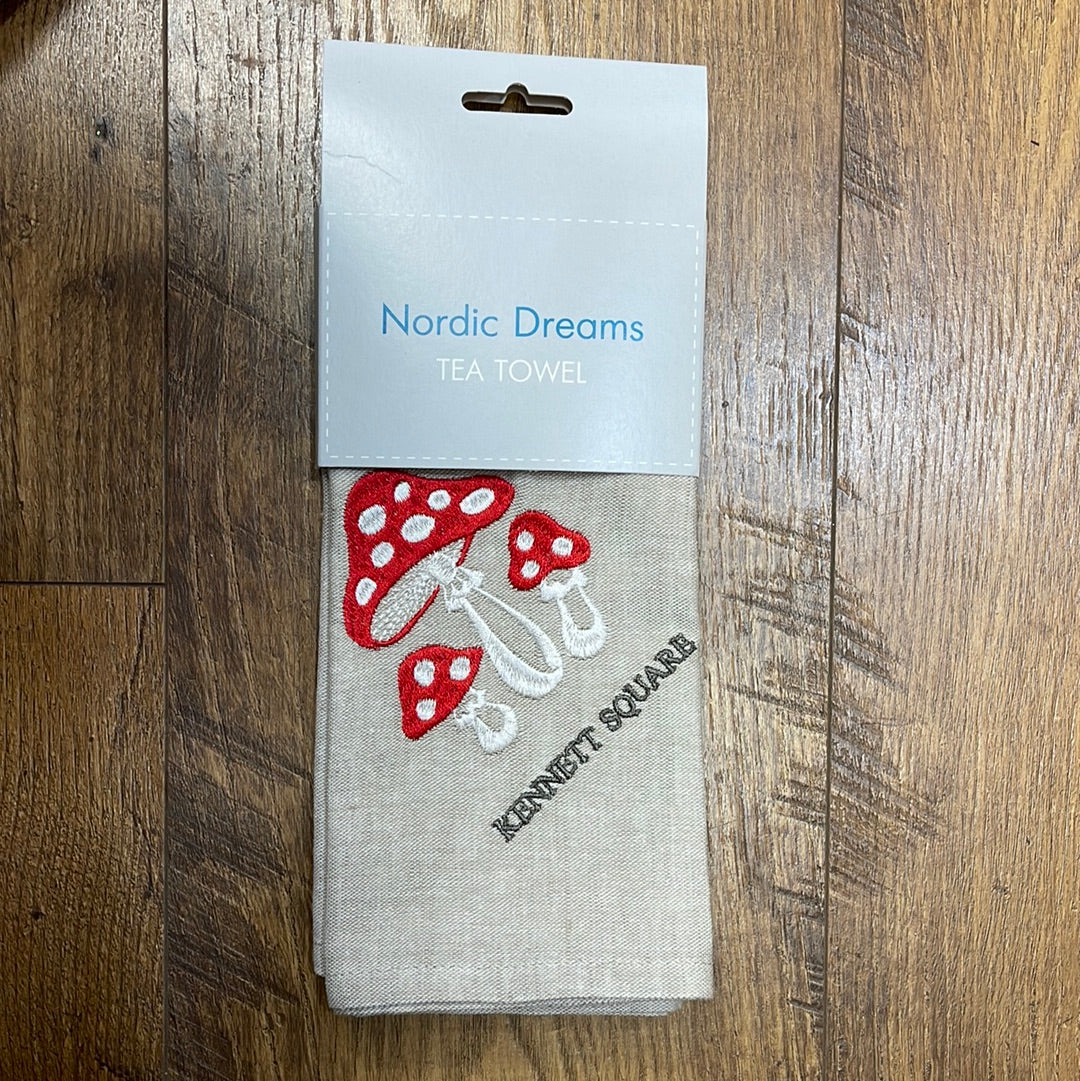 Nordic Dreams
TEA TOWEL
KENNETT SQUARE